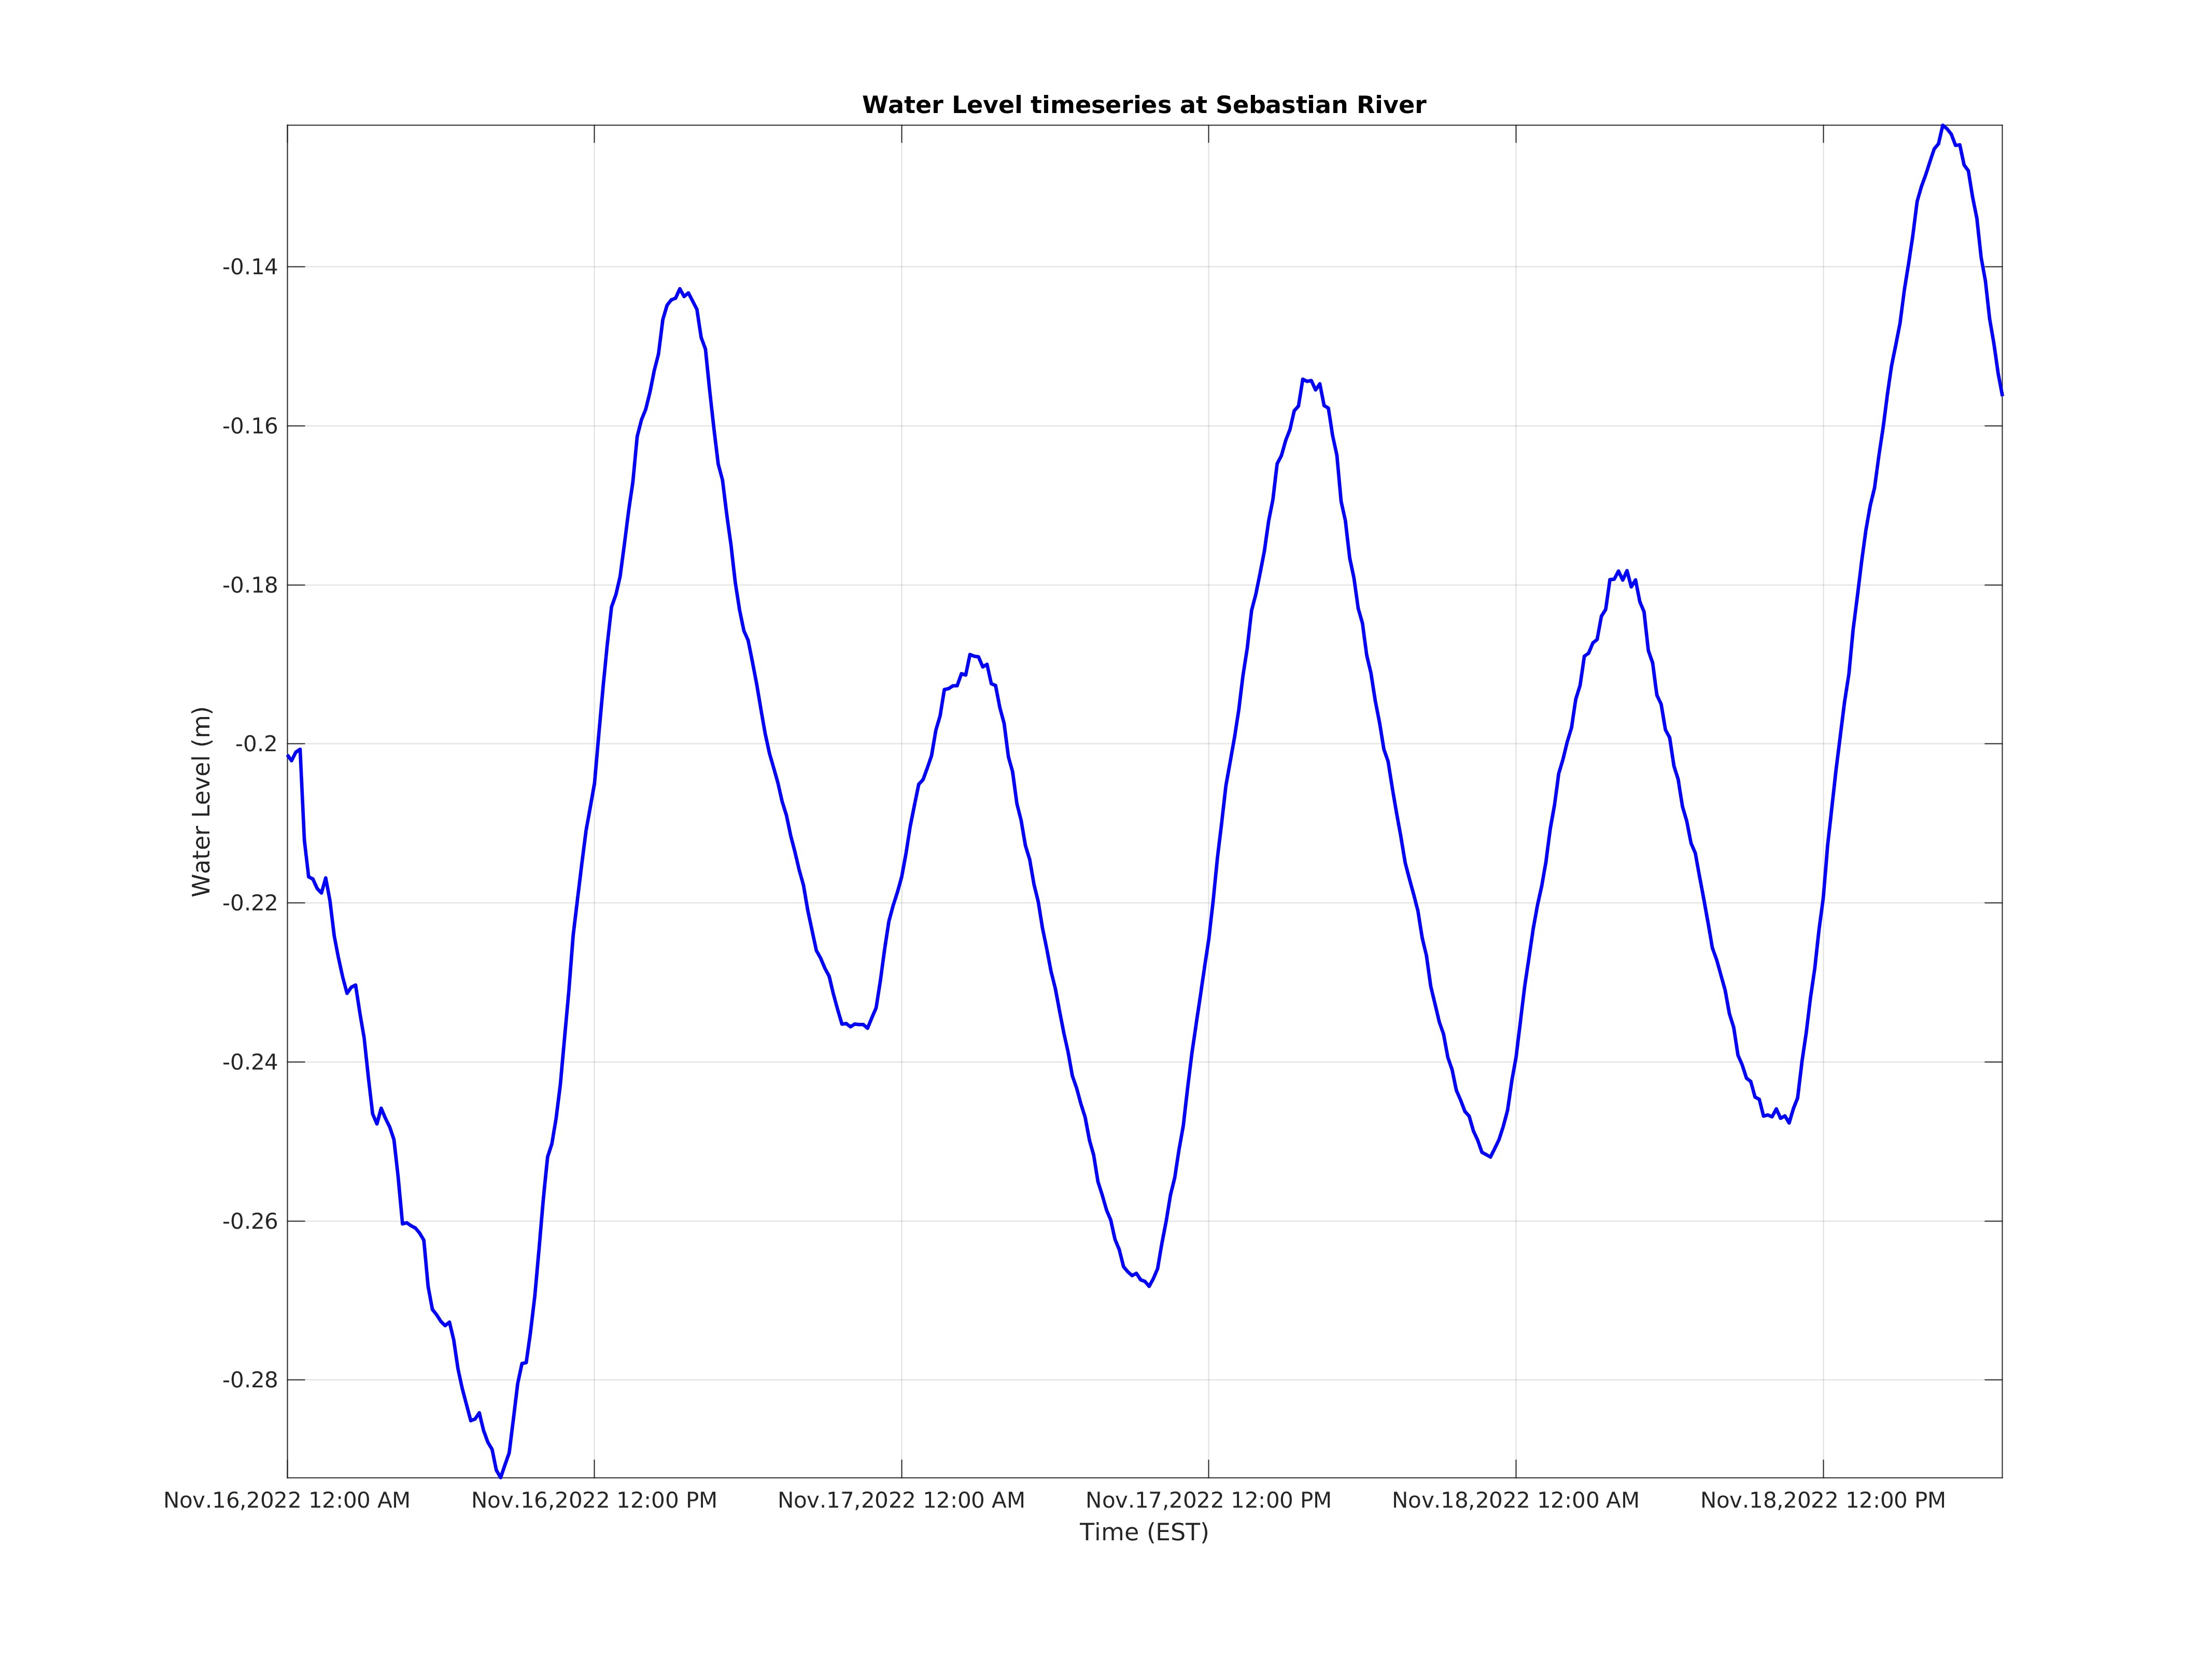 Water Level timeseries at Sebastian River
-0.14
-0.16
-0.18
-0.2
-0.22
-0.24
-0.26
-0.28
Water Level (m)
Nov.16,2022 12:00 AM Nov.16,2022 12:00 PM Nov.17,2022 12:00 AM Nov.17,2022 12:00 PM Nov.18,2022 12:00 AM Nov.18,2022 12:00 PM
Time (EST)